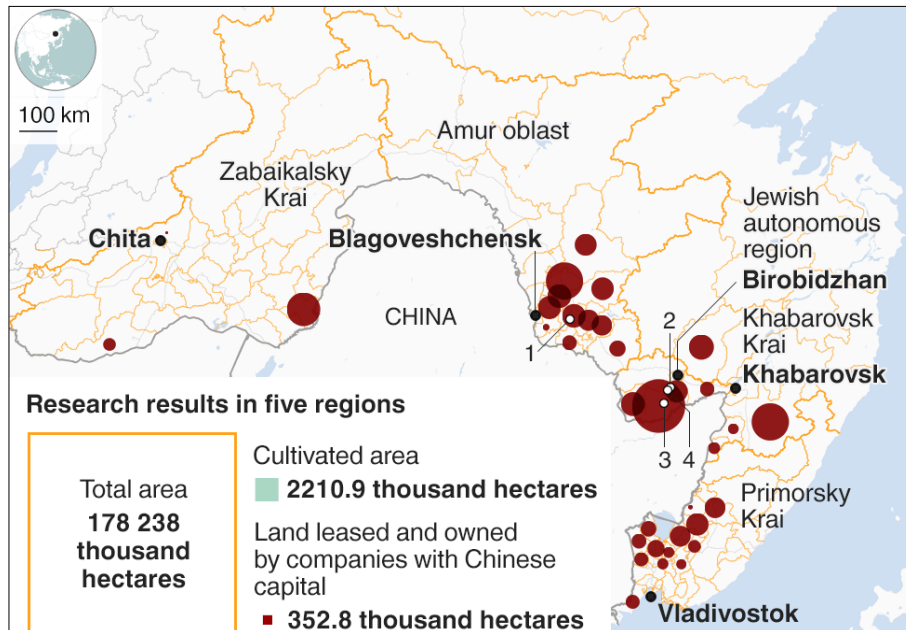 100 km
Amur oblast
Zabaikalsky
Krai
Jewish
autonomous
region
Chita
Blagoveshchensk
Birobidzhan
CHINA
2
Khabarovsk
Krai
1
Khabarovsk
3
4
Primorsky
Krai
Vladivostok
Research results in five regions
Total area
178 238
thousand
hectares
Cultivated area
2210.9 thousand hectares
Land leased and owned
by companies with Chinese
capital
352.8 thousand hectares